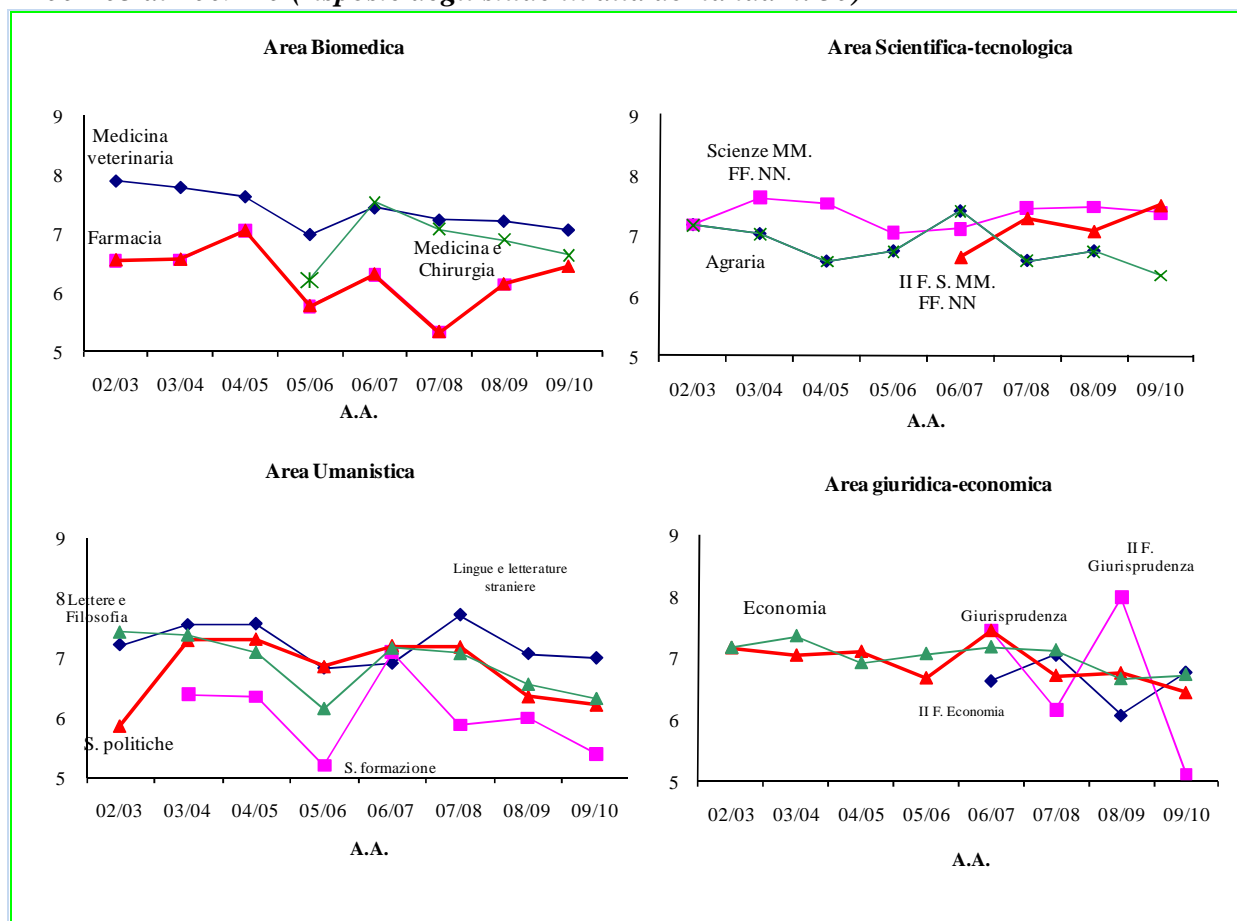 (risposte degli studenti alla domanda
Area Biomedica
9
8
7
6
5
Medicina
veterinaria
Farmacia
Medicina e
Chirurgia
02/03 03/04 04/05 05/06 06/07 07/08 08/09 09/10
A.A.
Area Scientifica-tecnologica
9
8
7
6
5
Scienze MM.
FF. NN.
Agraria
II F. S. MM.
FF. NN
02/03 03/04 04/05 05/06 06/07 07/08 08/09 09/10
A.A.
Area Umanistica
9
8
7
6
5
Lettere e
Filosofia
Lingue e letterature
straniere
S. politiche
S. formazione
02/03 03/04 04/05 05/06 06/07 07/08 08/09 09/10
A.A.
Area giuridica-economica
9
8
7
6
5
II F.
Giurisprudenza
Economia
Giurisprudenza
II F. Economia
02/03 03/04 04/05 05/06 06/07 07/08 08/09 09/10
A.A.